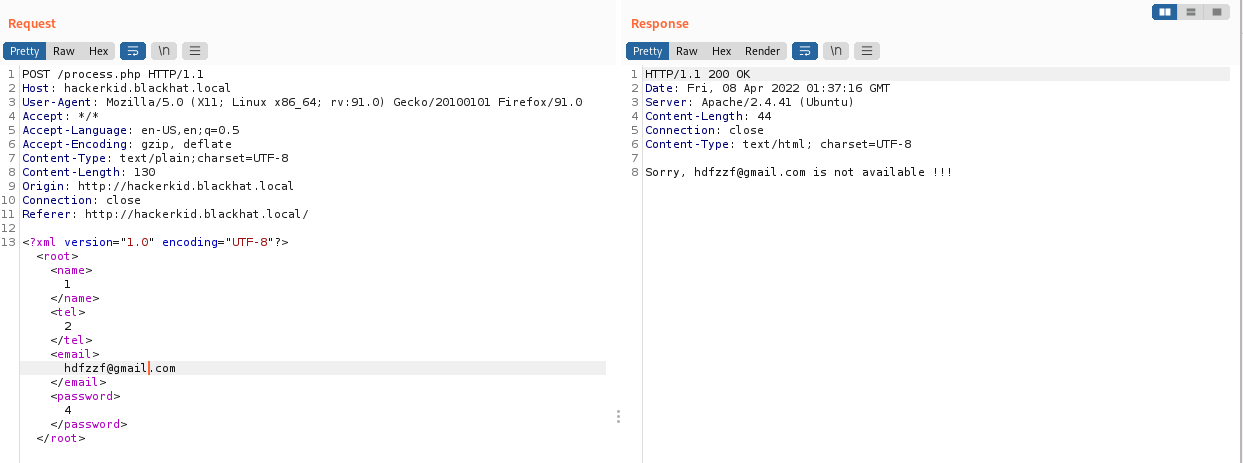 Request
Pretty Raw Hex \n
1 POST /process.php HTTP/1.1
2 Host: hackerkid.blackhat.local
3 User-Agent: Mozilla/5.0 (X11; Linux x86_64; rv:91.0) Gecko/20100101 Firefox/91.0
4 Accept: */*
5 Accept-Language: en-US,en;q=0.5
6 Accept-Encoding: gzip, deflate
7 Content-Type: text/plain;charset=UTF-8
8 Content-Length: 130
9 Origin: http://hackerkid.blackhat.local
10 Connection: close
11 Referer: http://hackerkid.blackhat.local/
12
13 <?xml version="1.0" encoding="UTF-8"?>
<root>
<name>
1
</name>
<tel>
2
</tel>
<email>
hdfzzf@gmail.com
</email>
<password>
4
</password>
</root>
Response
Pretty Raw Hex Render \n
1 HTTP/1.1 200 OK
2 Date: Fri, 08 Apr 2022 01:37:16 GMT
3 Server: Apache/2.4.41 (Ubuntu)
4 Content-Length: 44
5 Connection: close
6 Content-Type: text/html; charset=UTF-8
7
8 Sorry, hdfzzf@gmail.com is not available !!!